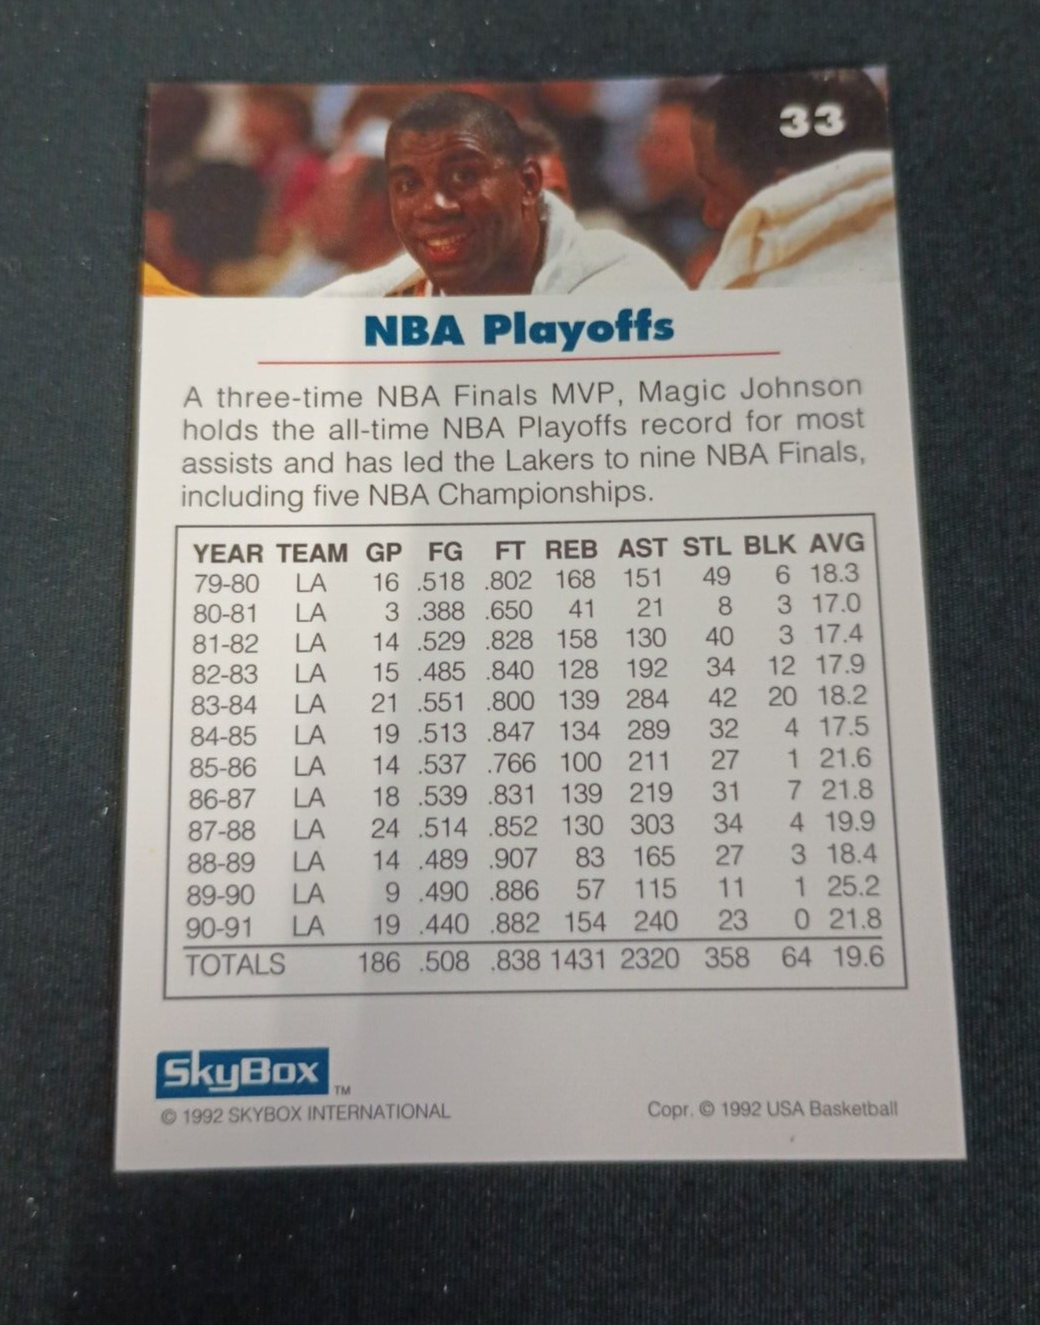 33
NBA Playoffs
A three-time NBA Finals MVP, Magic Johnson
holds the all-time NBA Playoffs record for most
assists and has led the Lakers to nine NBA Finals,
including five NBA Championships.
YEAR TEAM GP FG FT REB AST STL BLK AVG
79-80 LA 16 .518 .802 168 151 49 6 18.3
80-81 LA 3 .388 .650 41 21 8 3 17.0
81-82 LA 14 .529 .828 158 130 40 3 17.4
82-83 LA 15 .485 .840 128 192 34 12 17.9
83-84 LA 21 .551 .800 139 284 42 20 18.2
84-85 LA 19 .513 .847 134 289 32 4 17.5
85-86 LA 14 .537 .766 100 211 27 1 21.6
86-87 LA 18 .539 .831 139 219 31 7 21.8
87-88 LA 24 .514 .852 130 303 34 4 19.9
88-89 LA 14 .489 .907 83 165 27 3 18.4
89-90 LA 9 .490 .886 57 115 11 1 25.2
90-91 LA 19 .440 .882 154 240 23 0 21.8
TOTALS 186 .508 .838 1431 2320 358 64 19.6
SkyBox TM
© 1992 SKYBOX INTERNATIONAL
Copr. © 1992 USA Basketball